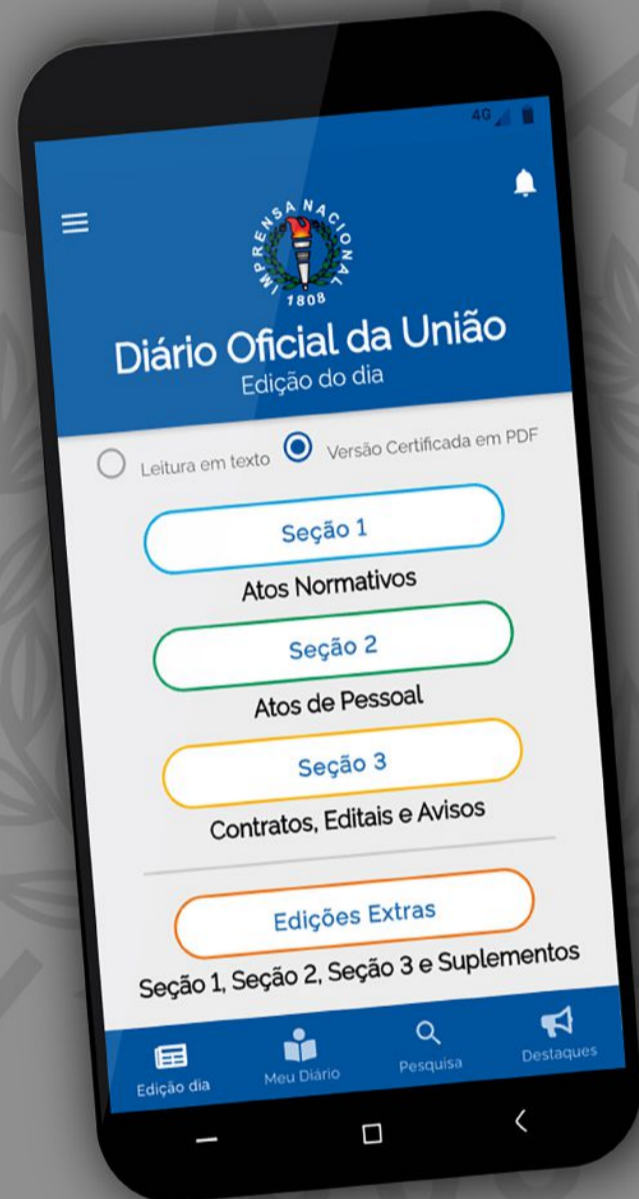 4G
IMPRENSA NACIONAL
1808
Diário Oficial da União
Edição do dia
Leitura em texto Versão Certificada em PDF
Seção 1
Atos Normativos
Seção 2
Atos de Pessoal
Seção 3
Contratos, Editais e Avisos
Edições Extras
Seção 1, Seção 2, Seção 3 e Suplementos
Edição dia Meu Diário Pesquisa Destaques